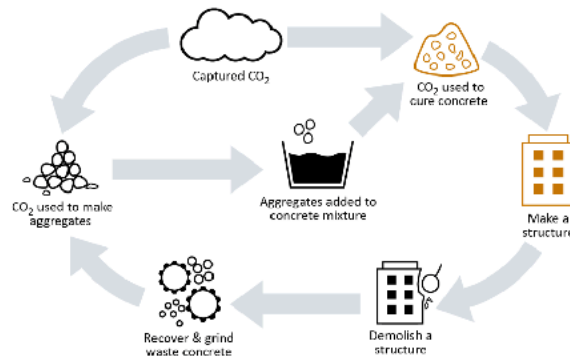 Captured CO₂
CO₂ used to
cure concrete
CO₂ used to make
aggregates
Aggregates added to
concrete mixture
Make a
structure
Recover & grind
waste concrete
Demolish a
structure